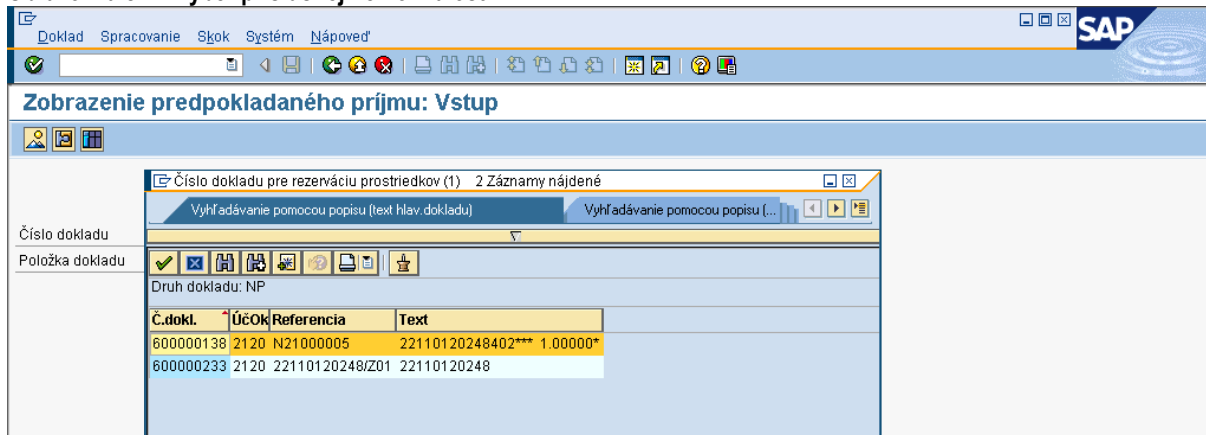 Doklad Spracovanie Skok Systém Nápoveď
SAP
Zobrazenie predpokladaného príjmu: Vstup
Číslo dokladu pre rezerváciu prostriedkov (1) 2 Záznamy nájdené
Vyhľadávanie pomocou popisu (text hlav.dokladu) Vyhľadávanie pomocou popisu (...
Číslo dokladu
Položka dokladu
Druh dokladu: NP
Č.dokl. ÚčOk Referencia Text
600000138 2120 N21000005 22110120248402*** 1.00000*
600000233 2120 22110120248/Z01 22110120248